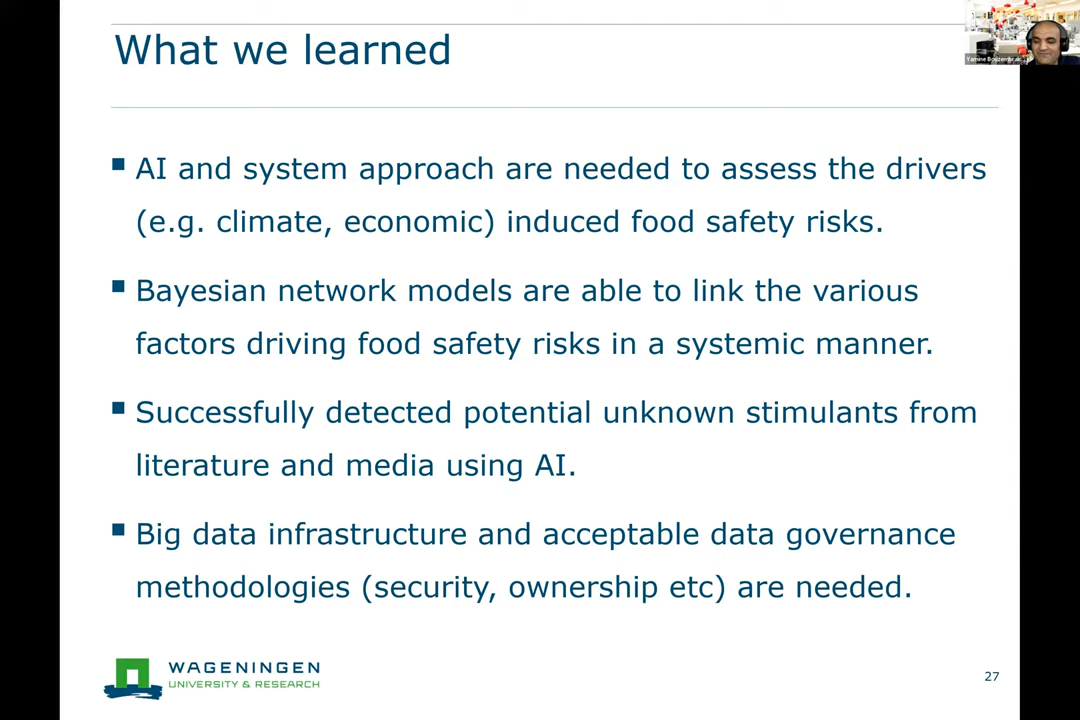 What we learned
AI and system approach are needed to assess the drivers
(e.g. climate, economic) induced food safety risks.
Bayesian network models are able to link the various
factors driving food safety risks in a systemic manner.
Successfully detected potential unknown stimulants from
literature and media using AI.
Big data infrastructure and acceptable data governance
methodologies (security, ownership etc) are needed.
WAGENINGEN
UNIVERSITY & RESEARCH
27